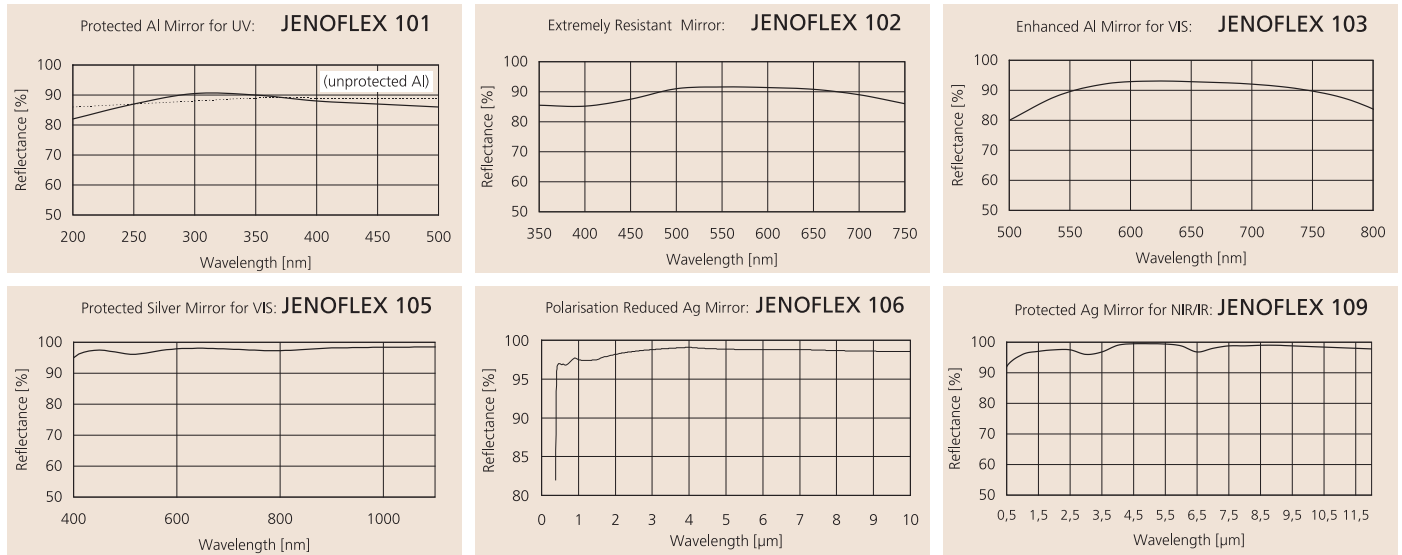 Protected Al Mirror for UV: JENOFLEX 101
100
90
80
70
60
50
(unprotected Al)
Reflectance [%]
200 250 300 350 400 450 500
Wavelength [nm]
Extremely Resistant Mirror: JENOFLEX 102
100
90
80
70
60
50
Reflectance [%]
350 400 450 500 550 600 650 700 750
Wavelength [nm]
Enhanced Al Mirror for VIS: JENOFLEX 103
100
90
80
70
60
50
Reflectance [%]
500 550 600 650 700 750 800
Wavelength [nm]
Protected Silver Mirror for VIS: JENOFLEX 105
100
90
80
70
60
50
Reflectance [%]
400 600 800 1000
Wavelength [nm]
Polarisation Reduced Ag Mirror: JENOFLEX 106
100
95
90
85
80
Reflectance [%]
0 1 2 3 4 5 6 7 8 9 10
Wavelength [µm]
Protected Ag Mirror for NIR/IR: JENOFLEX 109
100
90
80
70
60
50
Reflectance [%]
0,5 1,5 2,5 3,5 4,5 5,5 6,5 7,5 8,5 9,5 10,5 11,5
Wavelength [µm]